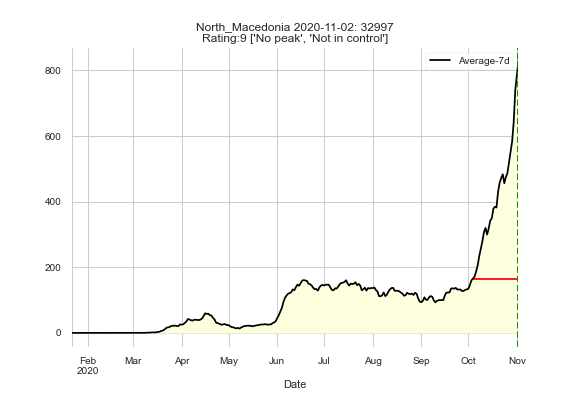 North_Macedonia 2020-11-02: 32997
Rating:9 ['No peak', 'Not in control']
Average-7d
800
600
400
200
0
Feb Mar Apr May Jun Jul Aug Sep Oct Nov
2020
Date